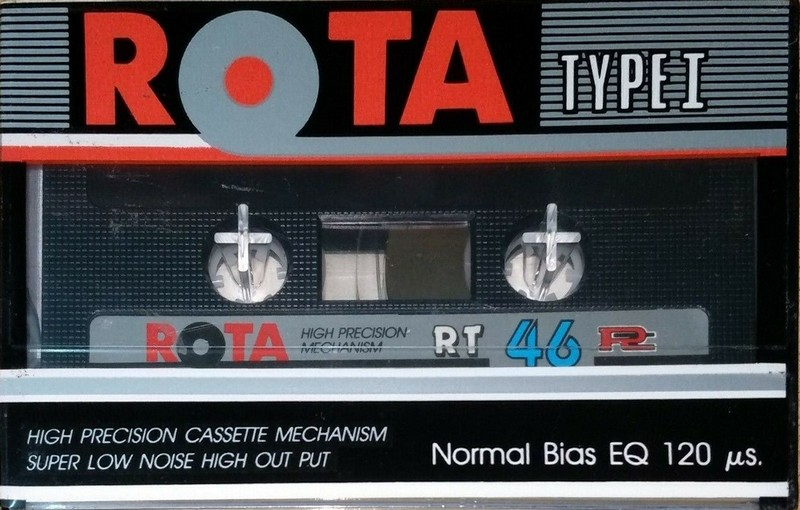 ROTA
TYPE I
ROTA HIGH PRECISION MECHANISM RT 46 R
HIGH PRECISION CASSETTE MECHANISM
SUPER LOW NOISE HIGH OUT PUT
Normal Bias EQ 120 µs.